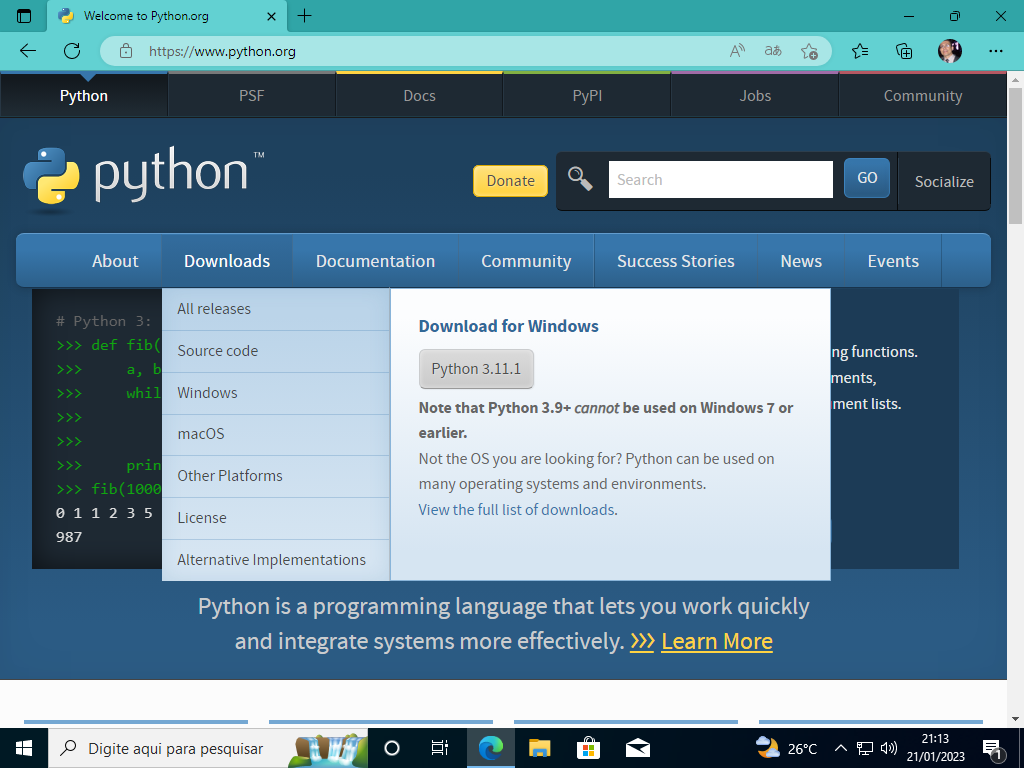 Welcome to Python.org
https://www.python.org
Python
PSF
Docs
PyPI
Jobs
Community
python™
Donate
Search
GO
Socialize
About
Downloads
Documentation
Community
Success Stories
News
Events
# Python 3:
>>> def fib(
>>>     a, b
>>>     whil
>>>
>>>
>>>     prin
>>> fib(1000
0 1 1 2 3 5
987
All releases
Source code
Windows
macOS
Other Platforms
License
Alternative Implementations
Download for Windows
Python 3.11.1
Note that Python 3.9+ cannot be used on Windows 7 or
earlier.
Not the OS you are looking for? Python can be used on
many operating systems and environments.
View the full list of downloads.
ng functions.
ments,
ment lists.
Python is a programming language that lets you work quickly
and integrate systems more effectively. >>> Learn More
Digite aqui para pesquisar
26°C
21:13
21/01/2023
1